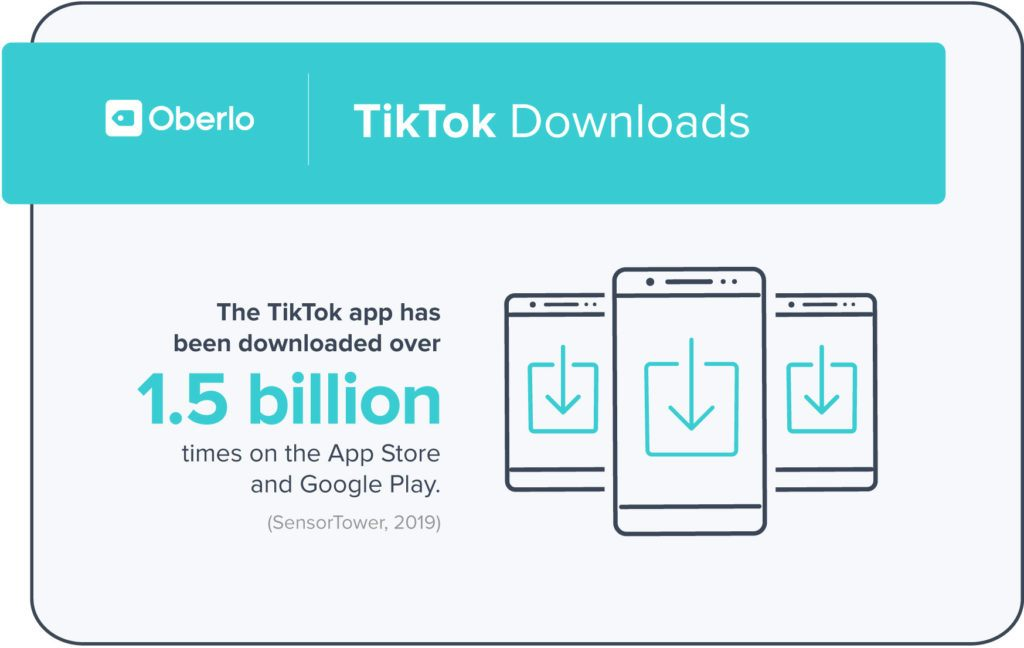 Oberlo
TikTok Downloads
The TikTok app has
been downloaded over
1.5 billion
times on the App Store
and Google Play.
(SensorTower, 2019)